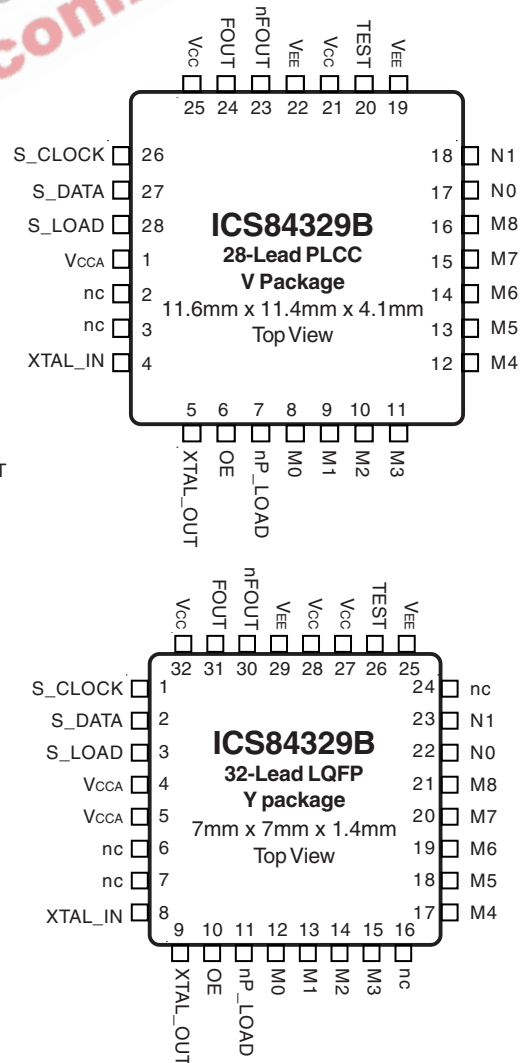 com
VCC FOUT nFOUT VEE VCC TEST VEE
25 24 23 22 21 20 19
S_CLOCK 26
S_DATA 27
S_LOAD 28
VCCA 1
nc 2
nc 3
XTAL_IN 4
ICS84329B
28-Lead PLCC
V Package
11.6mm x 11.4mm x 4.1mm
Top View
18 N1
17 N0
16 M8
15 M7
14 M6
13 M5
12 M4
5 6 7 8 9 10 11
XTAL_OUT OE nP_LOAD M0 M1 M2 M3
T
VCC FOUT nFOUT VEE VCC VCC TEST VEE
32 31 30 29 28 27 26 25
S_CLOCK 1
S_DATA 2
S_LOAD 3
VCCA 4
VCCA 5
nc 6
nc 7
XTAL_IN 8
ICS84329B
32-Lead LQFP
Y package
7mm x 7mm x 1.4mm
Top View
24 nc
23 N1
22 N0
21 M8
20 M7
19 M6
18 M5
17 M4
9 10 11 12 13 14 15 16
XTAL_OUT OE nP_LOAD M0 M1 M2 M3 nc